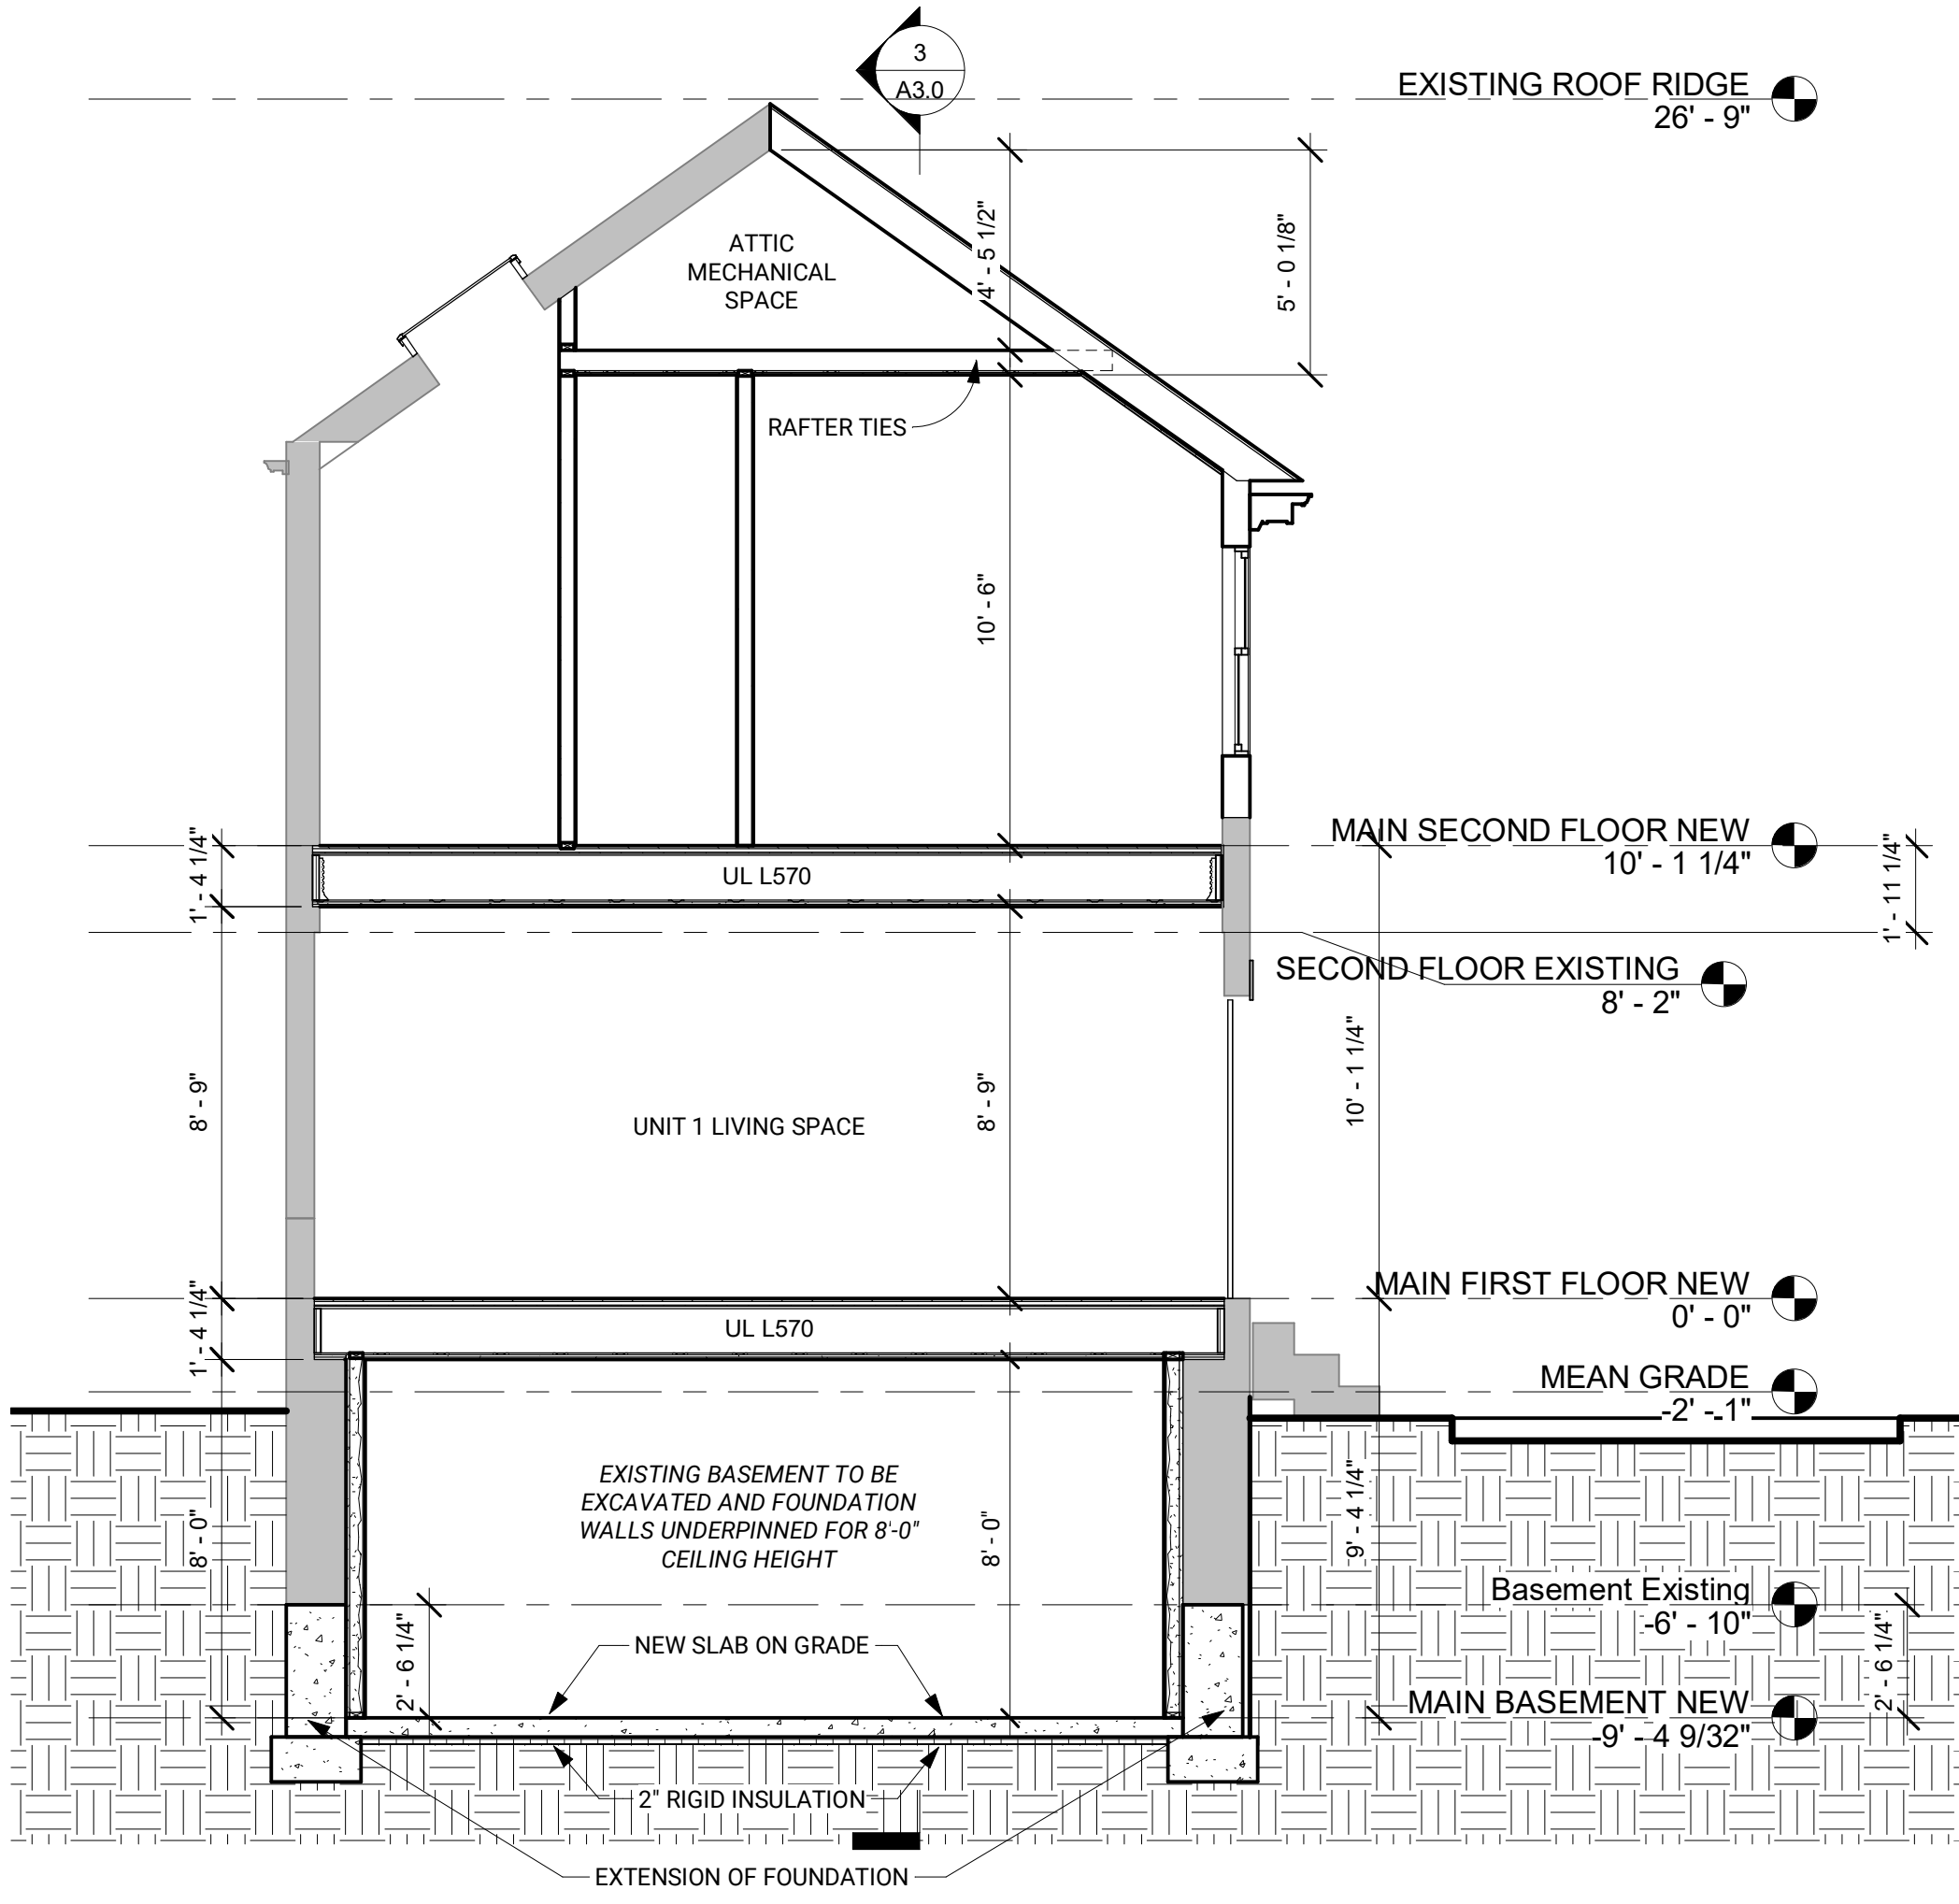 3
A3.0
EXISTING ROOF RIDGE
26' - 9"
4' - 5 1/2"
5' - 0 1/8"
ATTIC
MECHANICAL
SPACE
RAFTER TIES
10' - 6"
MAIN SECOND FLOOR NEW
10' - 1 1/4"
1' - 4 1/4"
UL L570
1' - 11 1/4"
SECOND FLOOR EXISTING
8' - 2"
8' - 9"
UNIT 1 LIVING SPACE
8' - 9"
10' - 1 1/4"
MAIN FIRST FLOOR NEW
0' - 0"
1' - 4 1/4"
UL L570
MEAN GRADE
-2' - 1"
EXISTING BASEMENT TO BE
EXCAVATED AND FOUNDATION
WALLS UNDERPINNED FOR 8'-0"
CEILING HEIGHT
8' - 0"
8' - 0"
9' - 4 1/4"
Basement Existing
-6' - 10"
2' - 6 1/4"
NEW SLAB ON GRADE
2' - 6 1/4"
MAIN BASEMENT NEW
-9' - 4 9/32"
2" RIGID INSULATION
EXTENSION OF FOUNDATION